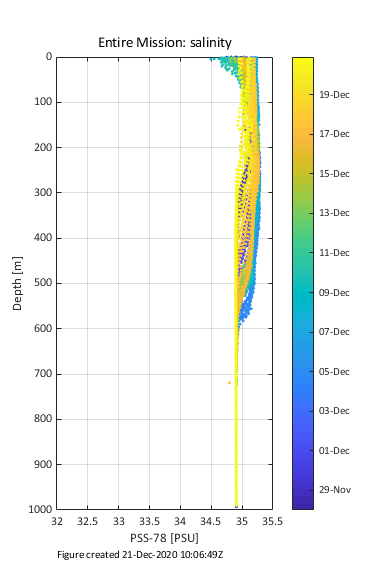 Entire Mission: salinity
0
100
200
300
400
500
600
700
800
900
1000
Depth [m]
32 32.5 33 33.5 34 34.5 35 35.5
PSS-78 [PSU]
19-Dec
17-Dec
15-Dec
13-Dec
11-Dec
09-Dec
07-Dec
05-Dec
03-Dec
01-Dec
29-Nov
Figure created 21-Dec-2020 10:06:49Z